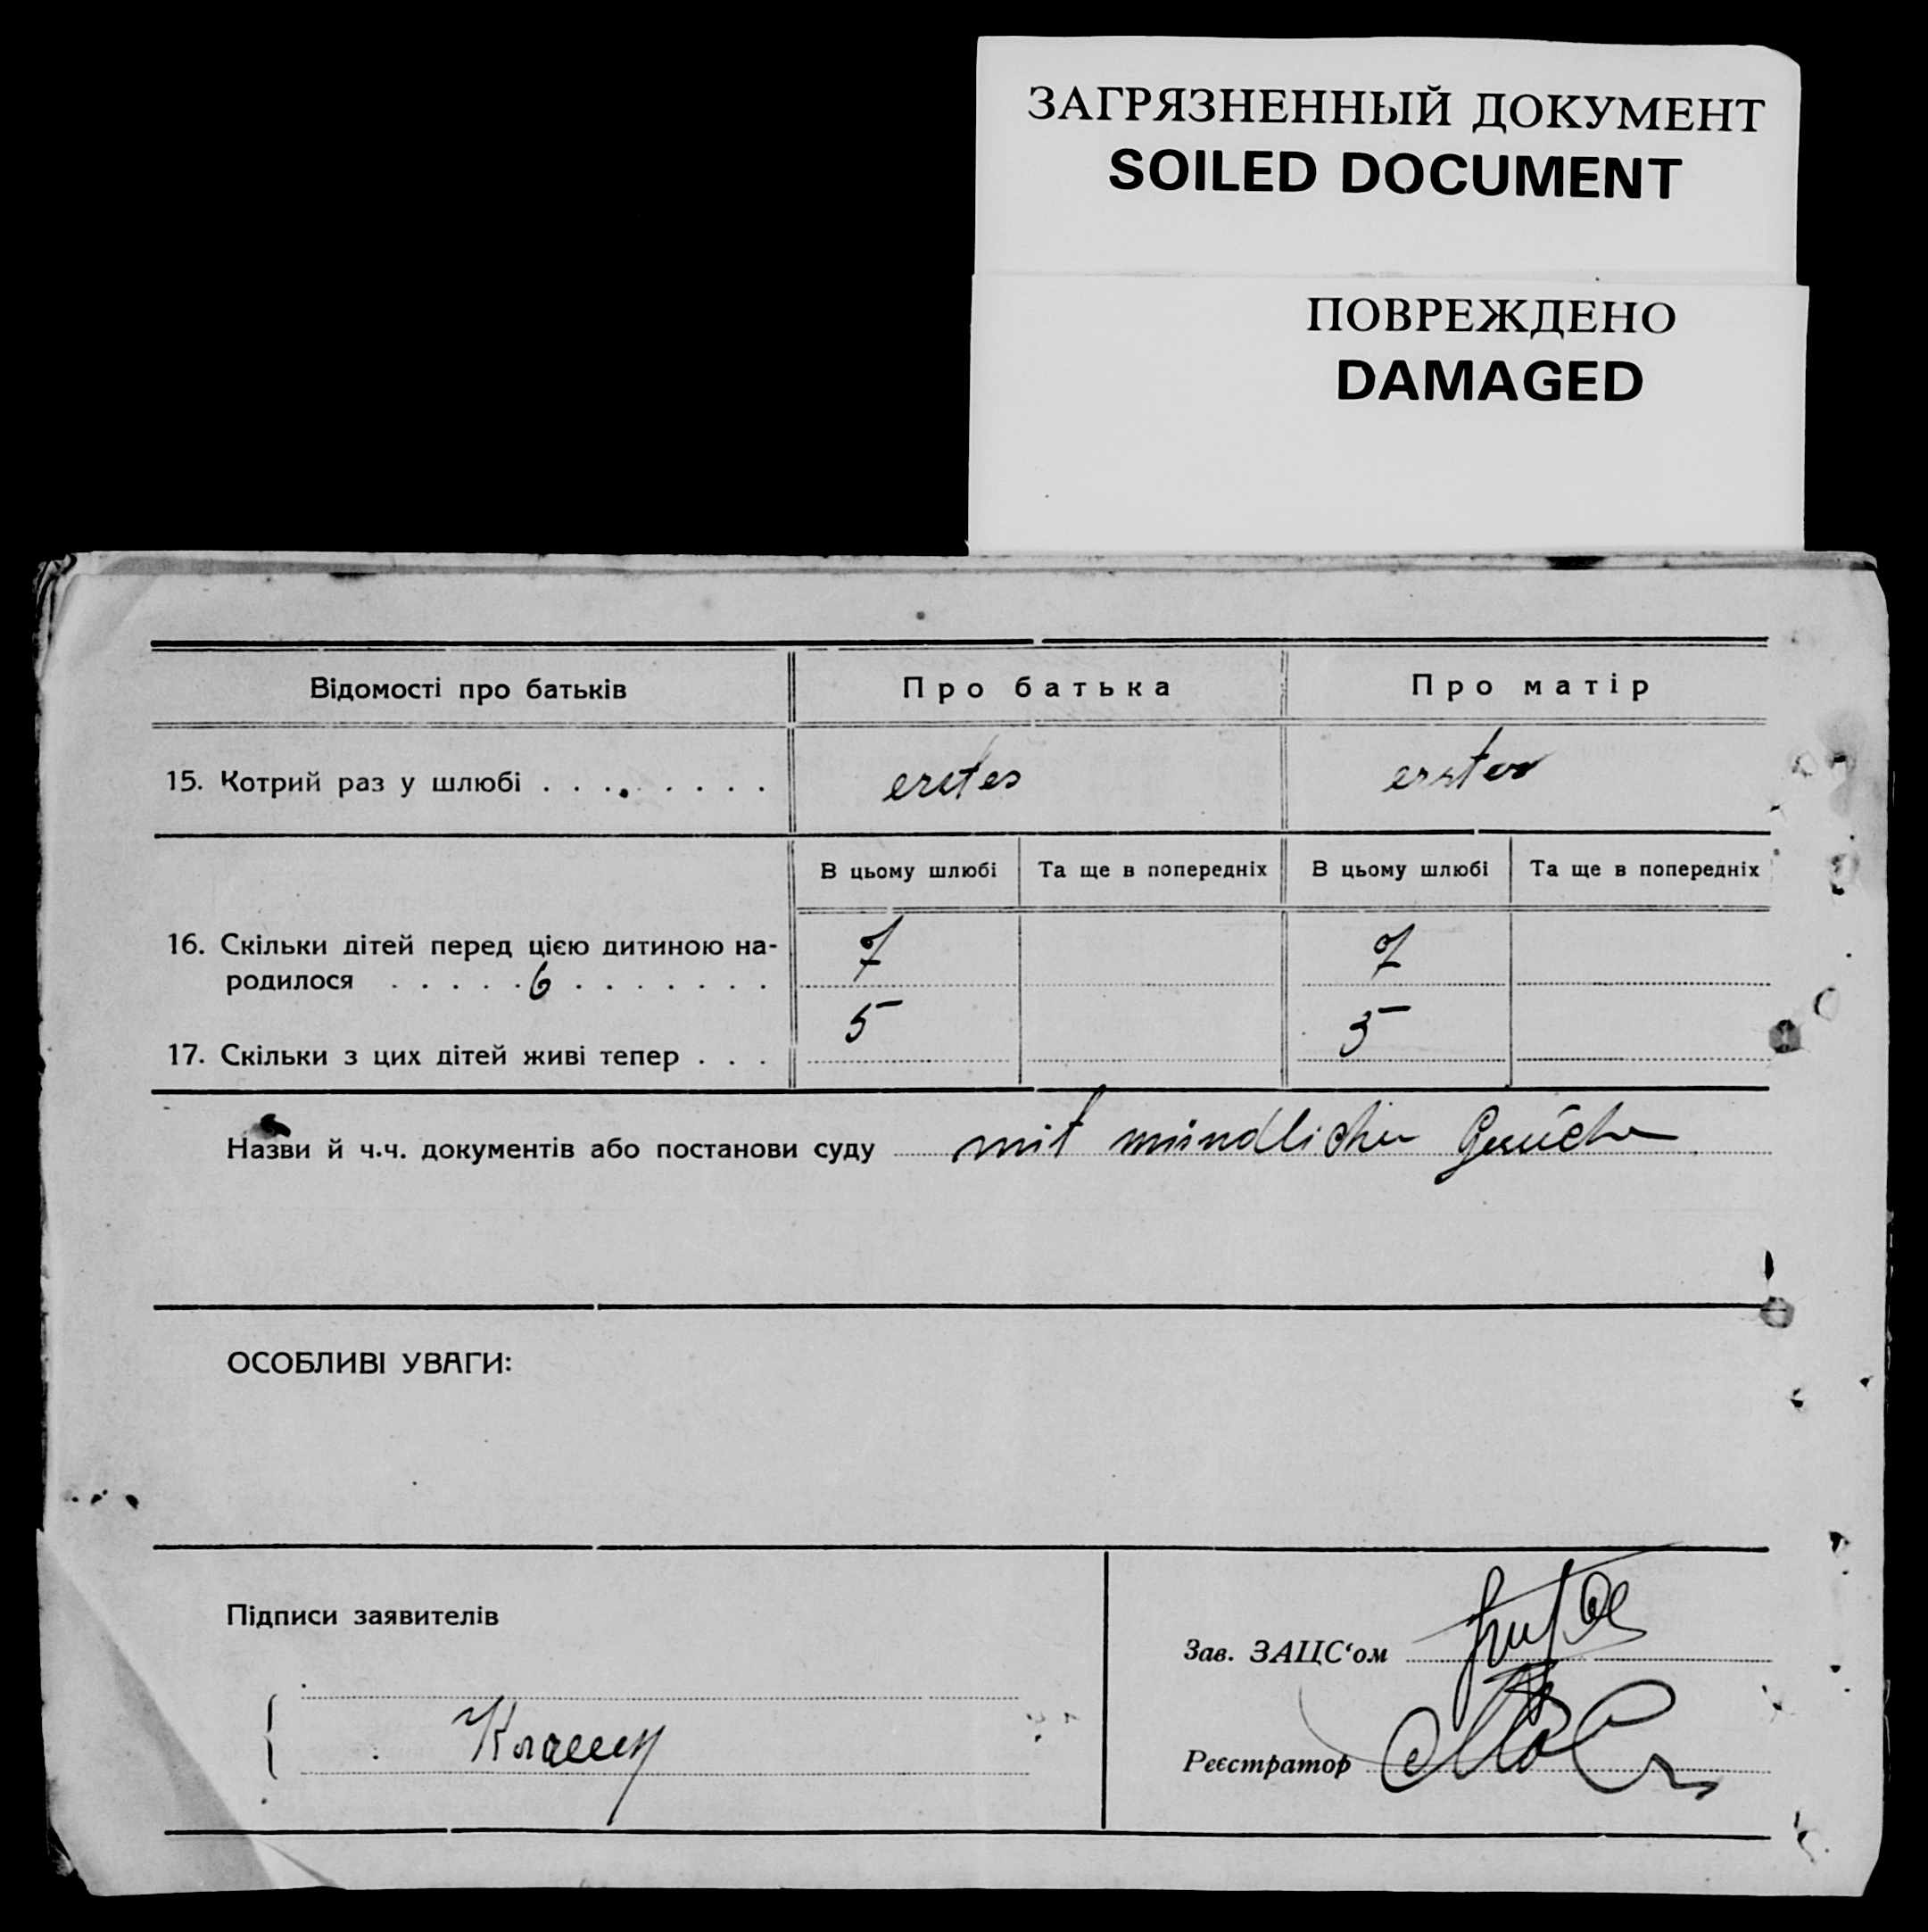 ЗАГРЯЗНЕННЫЙ ДОКУМЕНТ
SOILED DOCUMENT
ПОВРЕЖДЕНО
DAMAGED
Відомості про батьків Про батька Про матір
15. Котрий раз у шлюбі . . . . . . . . erstes erstes
В цьому шлюбі Та ще в попередніх В цьому шлюбі Та ще в попередніх
16. Скільки дітей перед цією дитиною на- 7 7
родилося . . . . . 6 . . . . . . .
17. Скільки з цих дітей живі тепер . . . 5 5
Назви й ч.ч. документів або постанови суду mit mündlicher
ОСОБЛИВІ УВАГИ:
Підписи заявителів
Зав. ЗАЦС‘ом
Реєстратор